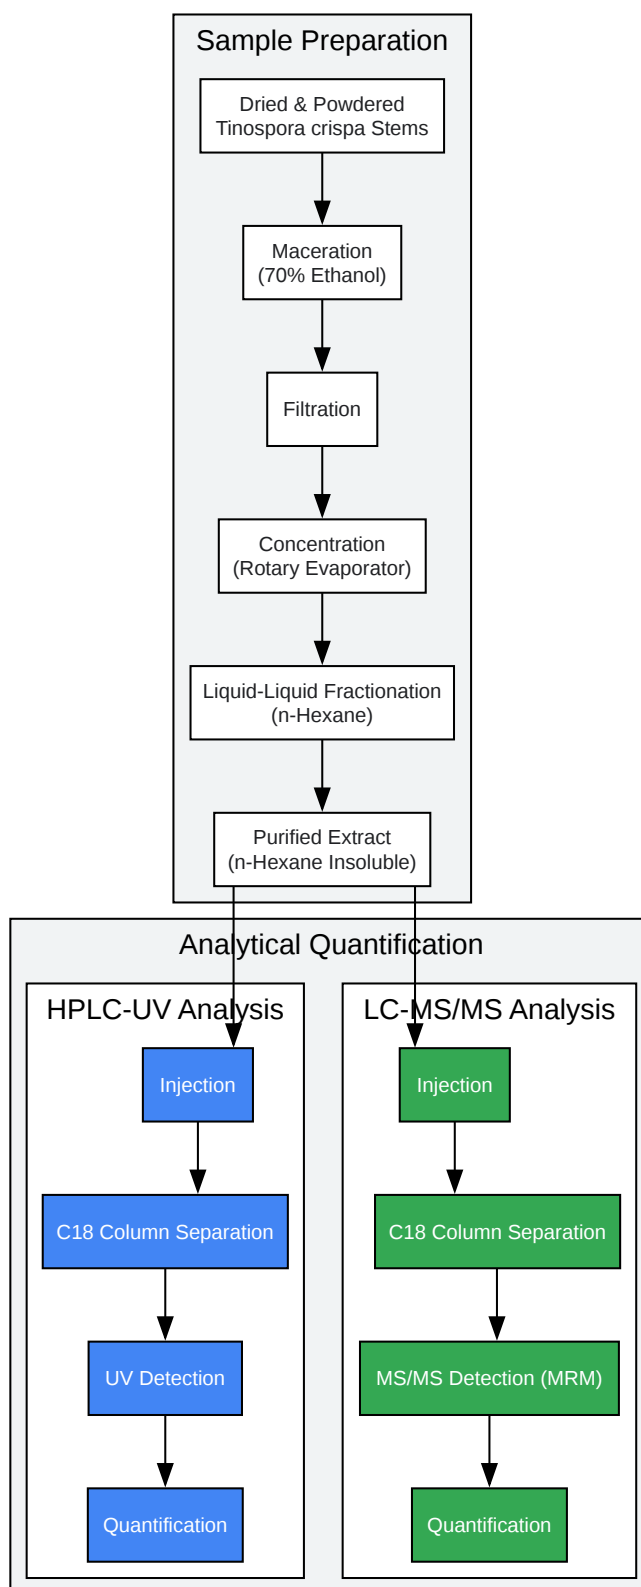 Sample Preparation
Dried & Powdered
Tinospora crispa Stems
Maceration
(70% Ethanol)
Filtration
Concentration
(Rotary Evaporator)
Liquid-Liquid Fractionation
(n-Hexane)
Purified Extract
(n-Hexane Insoluble)
Analytical Quantification
HPLC-UV Analysis
Injection
C18 Column Separation
UV Detection
Quantification
LC-MS/MS Analysis
Injection
C18 Column Separation
MS/MS Detection (MRM)
Quantification